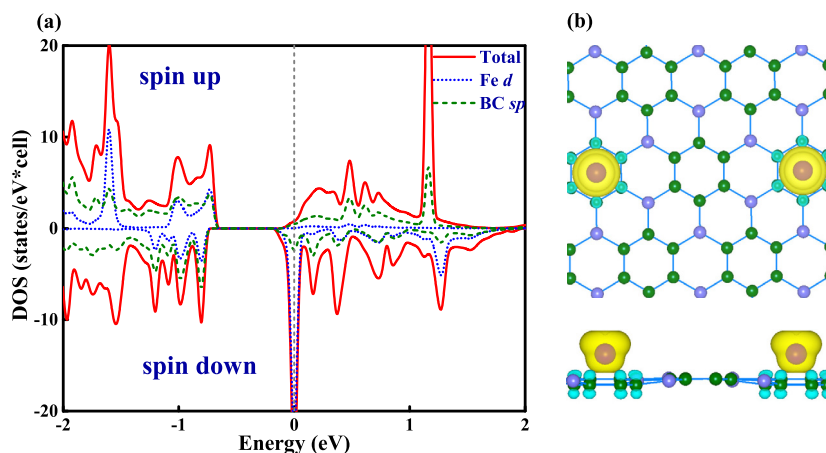 (a)
(b)
20
10
0
-10
-20
-2
-1
0
1
2
DOS (states/eV*cell)
Energy (eV)
spin up
spin down
Total
Fe d
BC sp